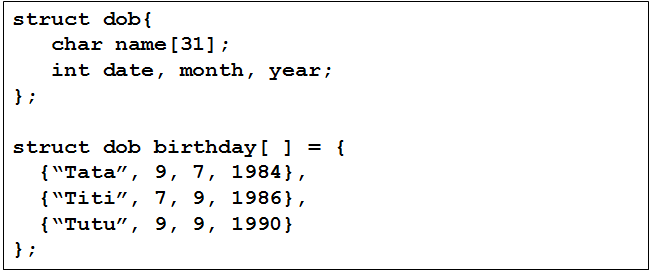 struct dob{
   char name[31];
   int date, month, year;
};

struct dob birthday[ ] = {
  {“Tata”, 9, 7, 1984},
  {“Titi”, 7, 9, 1986},
  {“Tutu”, 9, 9, 1990}
};